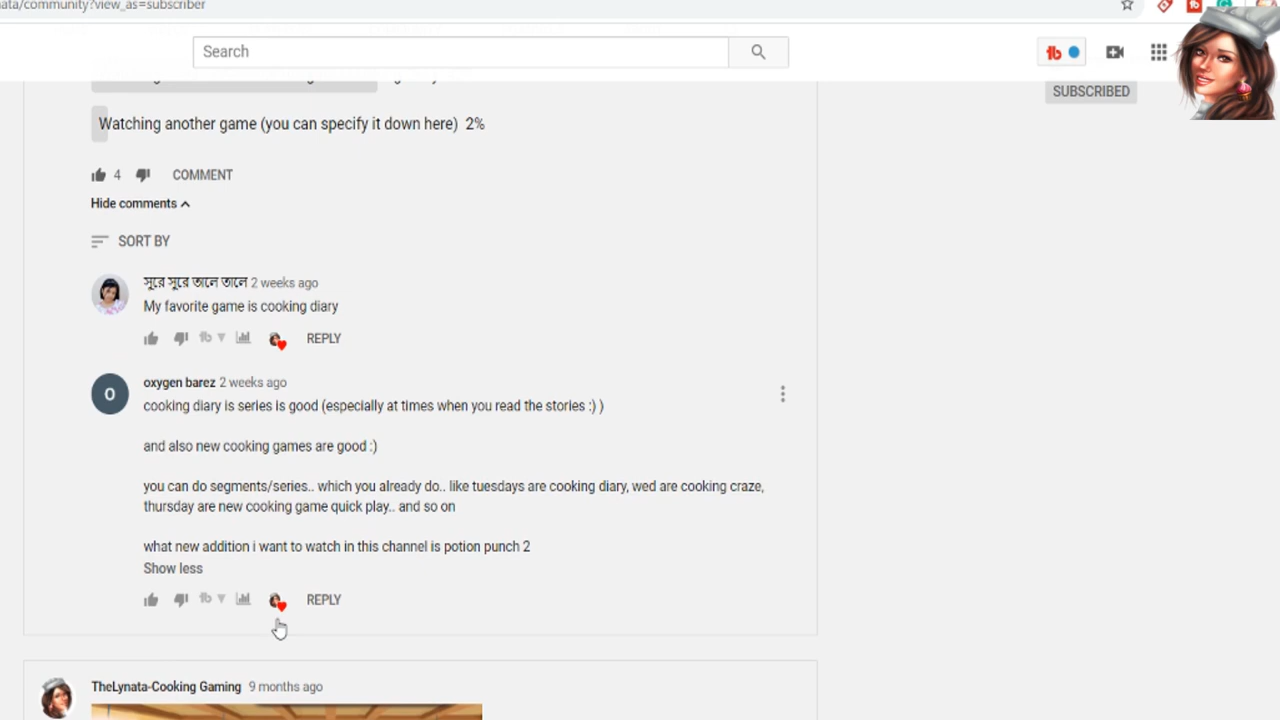 nata/community?view_as=subscriber
Search
SUBSCRIBED
Watching another game (you can specify it down here) 2%
4 COMMENT
Hide comments
SORT BY
সুরে সুরে তালে তালে 2 weeks ago
My favorite game is cooking diary
REPLY
O
oxygen barez 2 weeks ago
cooking diary is series is good (especially at times when you read the stories :) )
and also new cooking games are good :)
you can do segments/series.. which you already do.. like tuesdays are cooking diary, wed are cooking craze,
thursday are new cooking game quick play.. and so on
what new addition i want to watch in this channel is potion punch 2
Show less
REPLY
TheLynata-Cooking Gaming 9 months ago